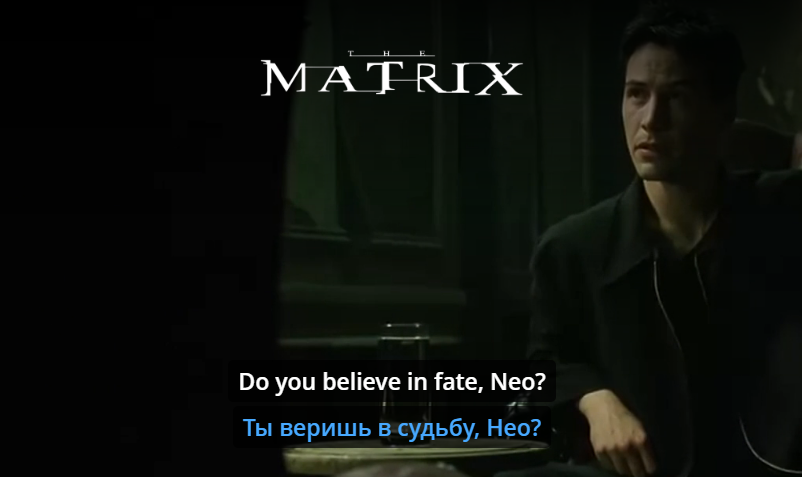 THE
MATRIX
Do you believe in fate, Neo?
Ты веришь в судьбу, Нео?